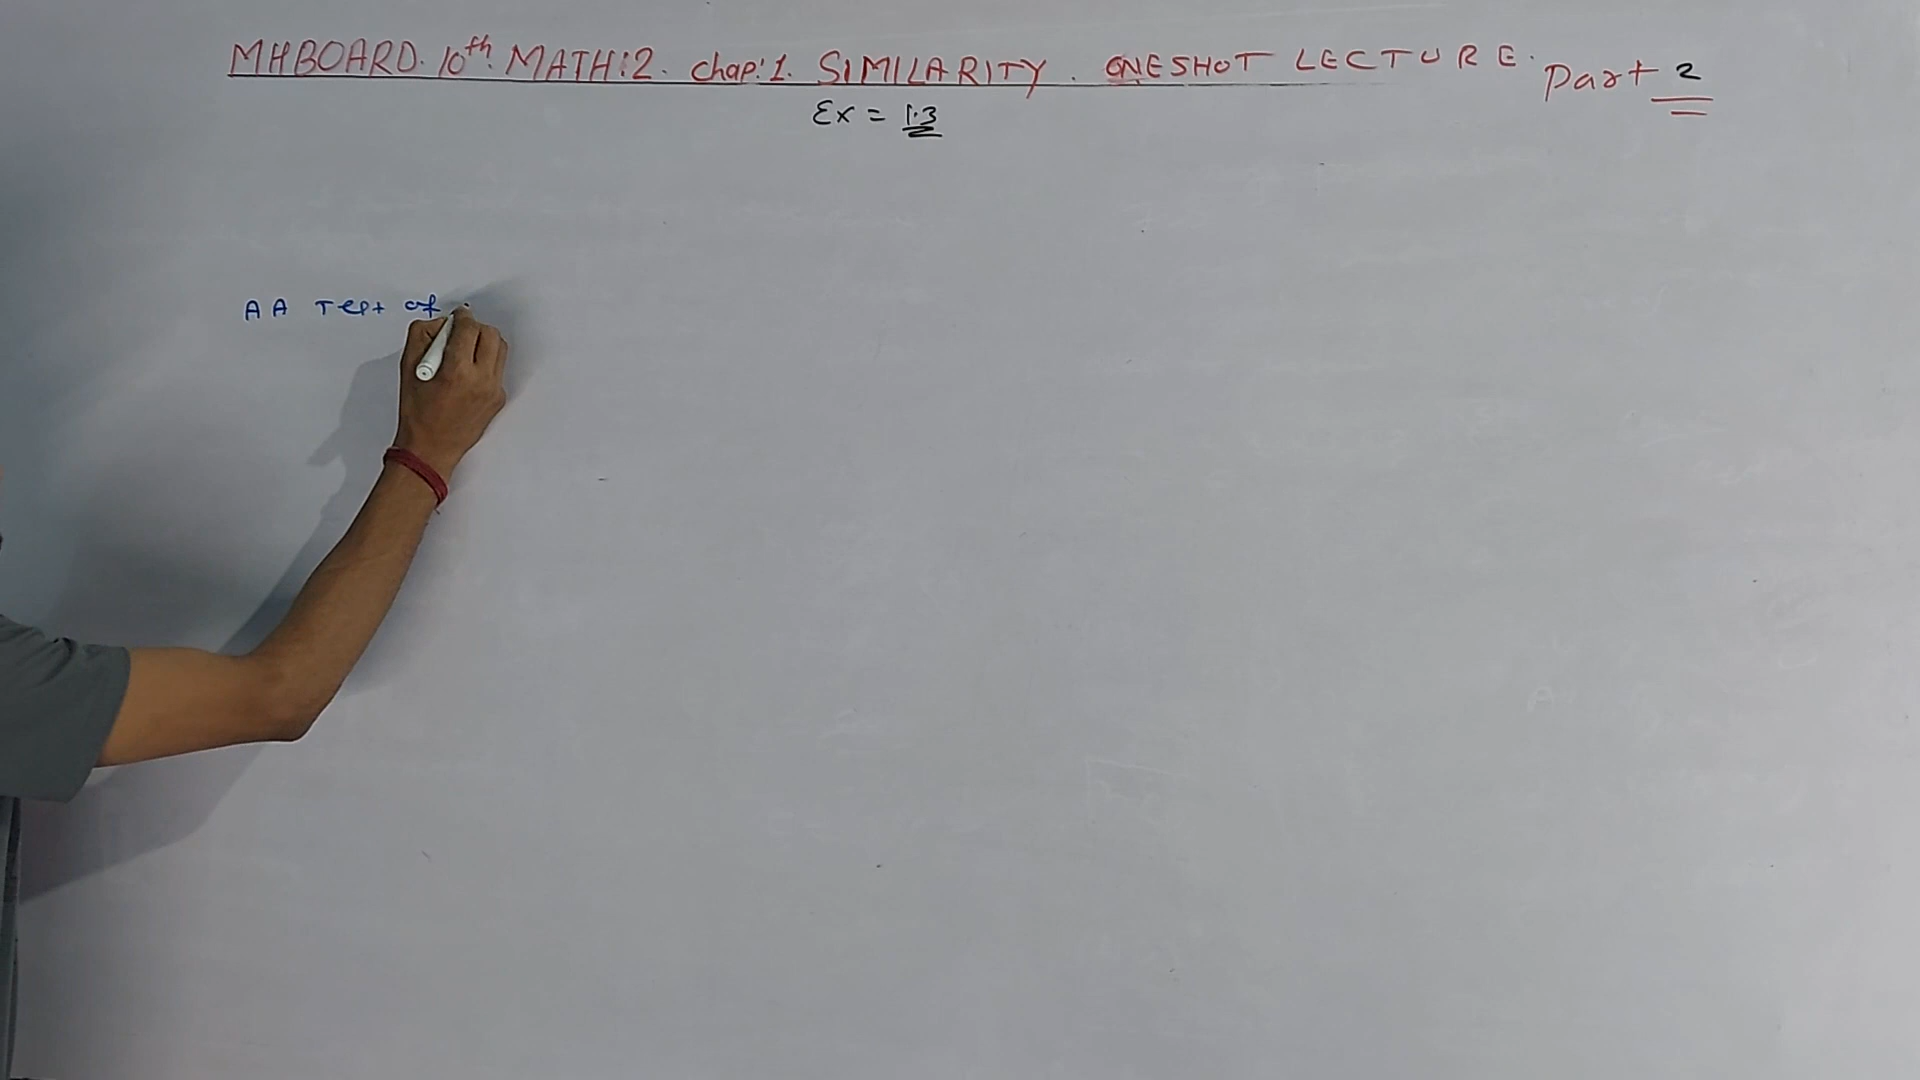 MHBOARD. 10th MATH:2. chap:1. SIMILARITY. ONESHOT LECTURE. Part 2
Ex = 1.3
AA Test of